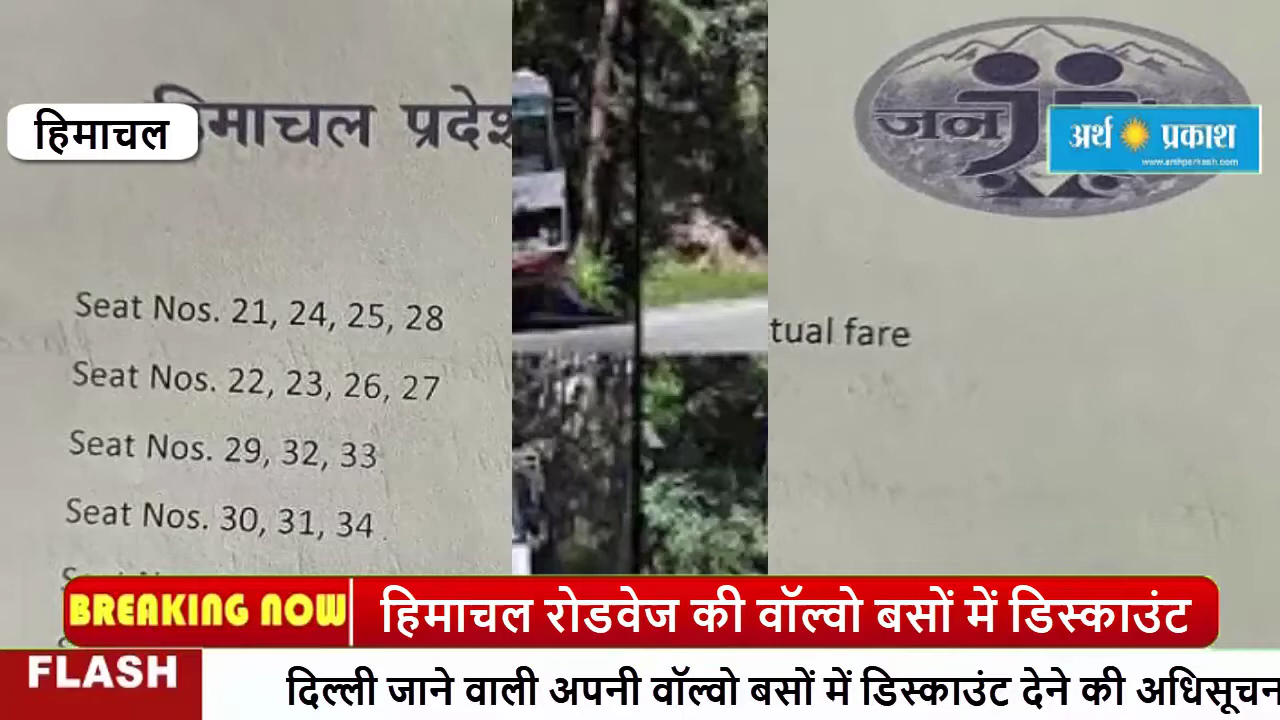 हिमाचल
हिमाचल प्रदेश
जन
अर्थ प्रकाश
www.arthparkash.com
Seat Nos. 21, 24, 25, 28
tual fare
Seat Nos. 22, 23, 26, 27
Seat Nos. 29, 32, 33
Seat Nos. 30, 31, 34
BREAKING NOW
हिमाचल रोडवेज की वॉल्वो बसों में डिस्काउंट
FLASH
दिल्ली जाने वाली अपनी वॉल्वो बसों में डिस्काउंट देने की अधिसूचन